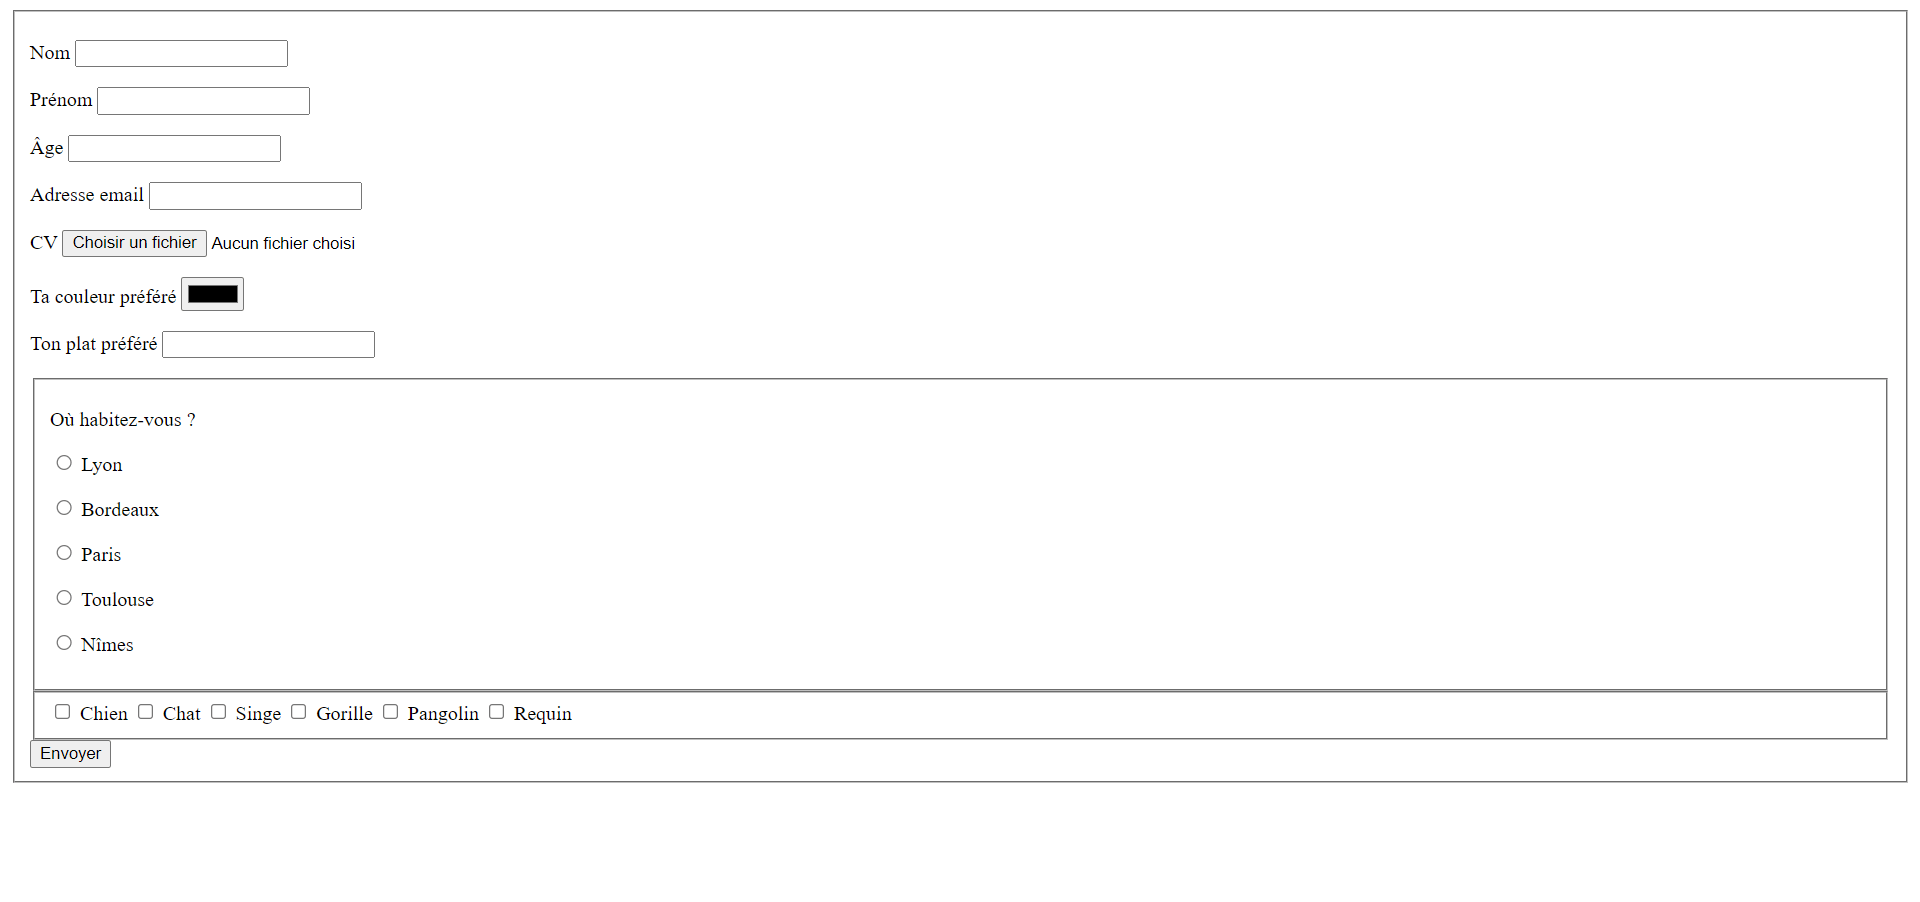 Nom
Prénom
Âge
Adresse email
CV Choisir un fichier Aucun fichier choisi
Ta couleur préféré
Ton plat préféré
Où habitez-vous ?
Lyon
Bordeaux
Paris
Toulouse
Nîmes
Chien Chat Singe Gorille Pangolin Requin
Envoyer